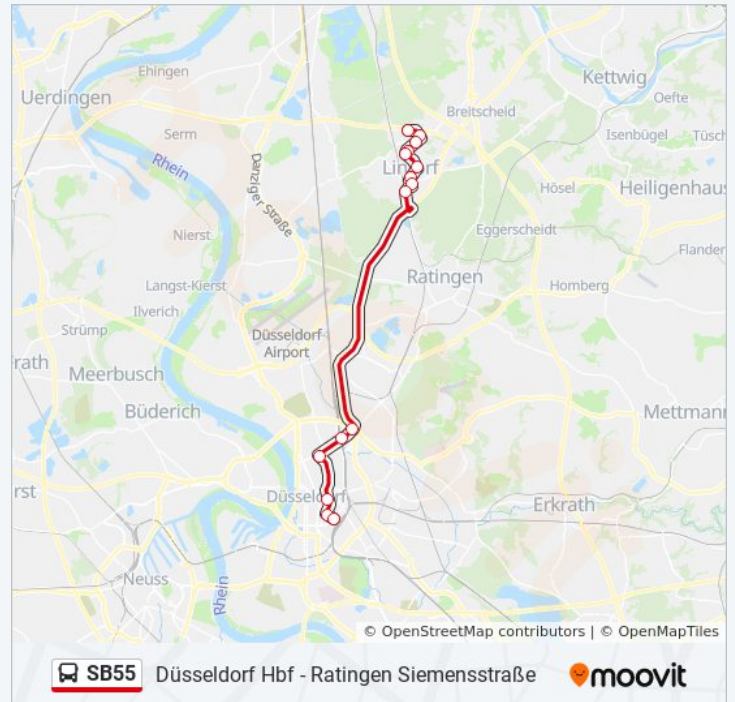 Ehingen
Kettwig
Uerdingen
Oefte
Breitscheid
Serm
Isenbügel
Rhein
Danziger Straße
Hösel
Heiligenhaus
Nierst
Eggerscheidt
Flander
Ratingen
Langst-Kierst
Homberg
Ilverich
Strümp
Düsseldorf
Airport
rath
Meerbusch
Büderich
Mettmann
rst
Düsseldorf
Erkrath
Neuss
Rhein
© OpenStreetMap contributors | © OpenMapTiles
SB55 Düsseldorf Hbf - Ratingen Siemensstraße moovit